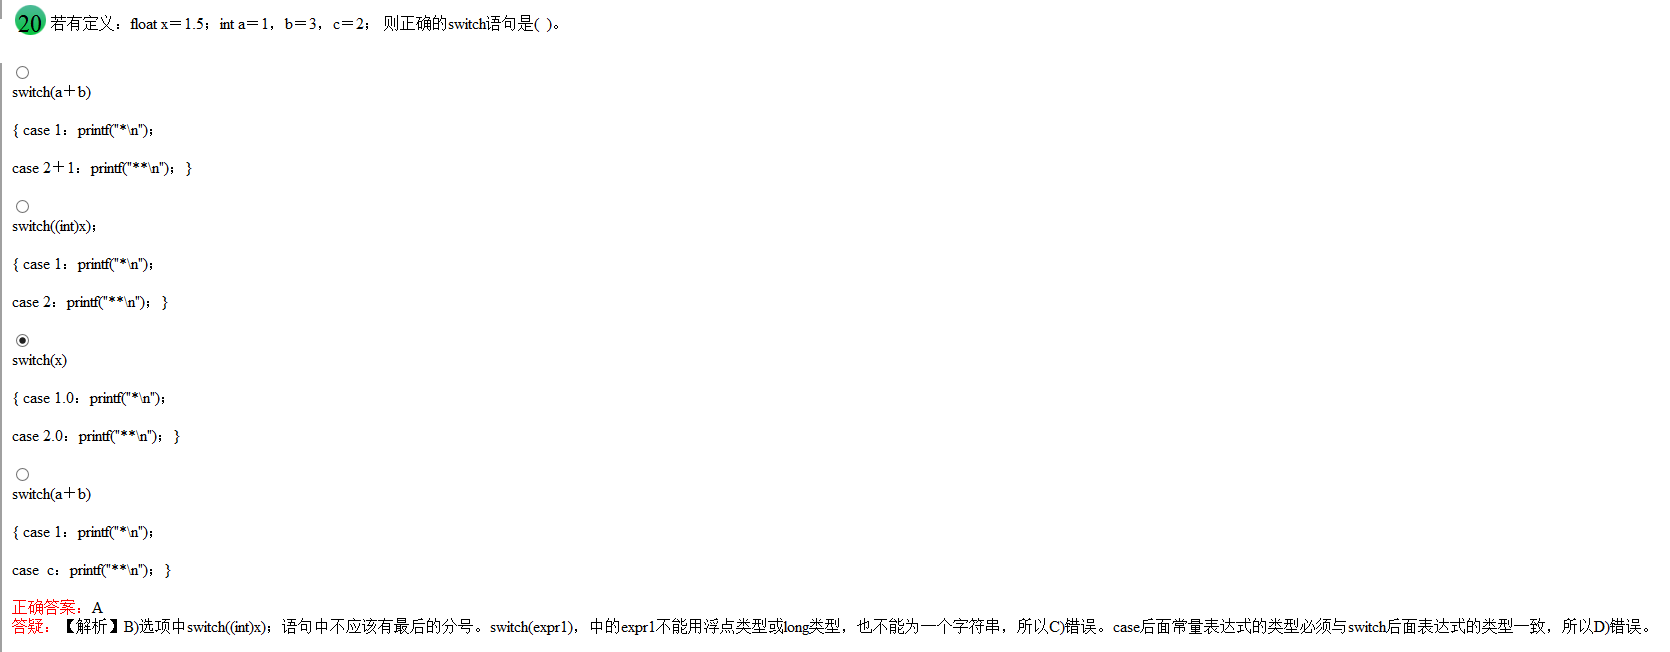 20 若有定义：float x＝1.5；int a＝1，b＝3，c＝2； 则正确的switch语句是( )。
switch(a＋b)
{ case 1：printf("*\n")；
case 2＋1：printf("**\n")；}
switch((int)x)；
{ case 1：printf("*\n")；
case 2：printf("**\n")；}
switch(x)
{ case 1.0：printf("*\n")；
case 2.0：printf("**\n")；}
switch(a＋b)
{ case 1：printf("*\n")；
case c：printf("**\n")；}
正确答案：A
答疑：【解析】B)选项中switch((int)x)；语句中不应该有最后的分号。switch(expr1)，中的expr1不能用浮点类型或long类型，也不能为一个字符串，所以C)错误。case后面常量表达式的类型必须与switch后面表达式的类型一致，所以D)错误。